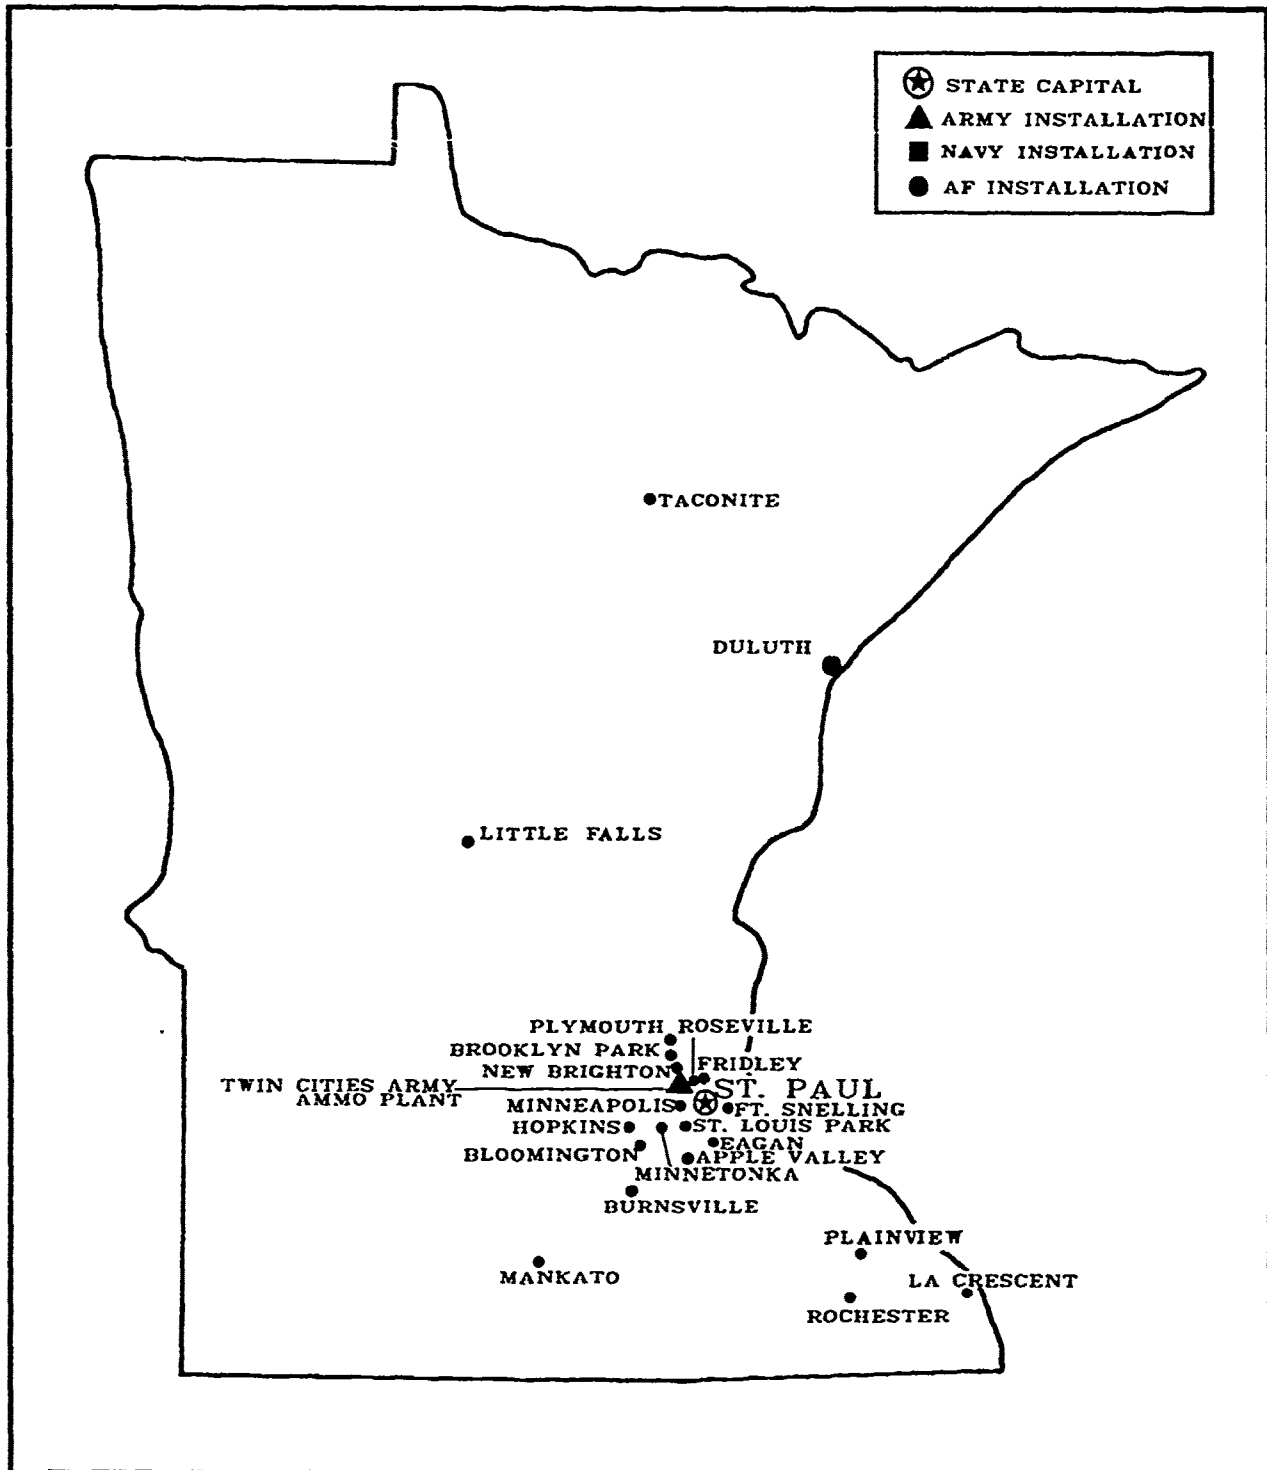 STATE CAPITAL
ARMY INSTALLATION
NAVY INSTALLATION
AF INSTALLATION
TACONITE
DULUTH
LITTLE FALLS
PLYMOUTH
ROSEVILLE
BROOKLYN PARK
FRIDLEY
NEW BRIGHTON
TWIN CITIES ARMY
AMMO PLANT
ST. PAUL
MINNEAPOLIS
FT. SNELLING
HOPKINS
ST. LOUIS PARK
EAGAN
BLOOMINGTON
APPLE VALLEY
MINNETONKA
BURNSVILLE
PLAINVIEW
MANKATO
LA CRESCENT
ROCHESTER